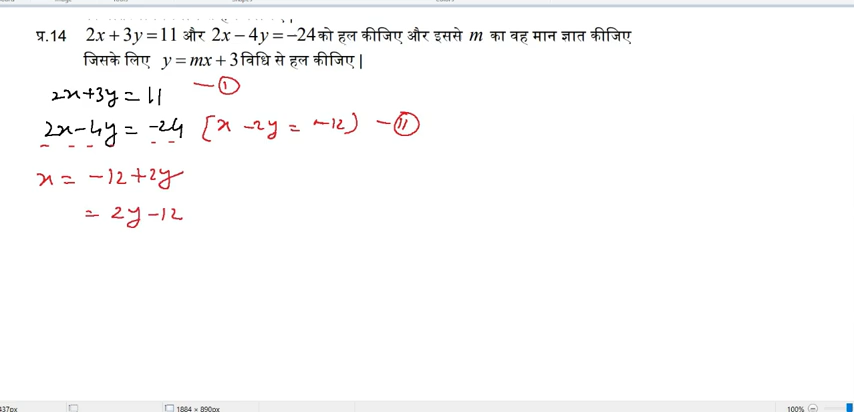 प्र.14 2x + 3y = 11 और 2x − 4y = −24 को हल कीजिए और इससे m का वह मान ज्ञात कीजिए
जिसके लिए y = mx + 3 विधि से हल कीजिए |
2x+3y = 11 — ①
2x−4y = −24 [x −2y = −12) — ⑪
x = −12 + 2y
= 2y −12
1884 × 890px
100%